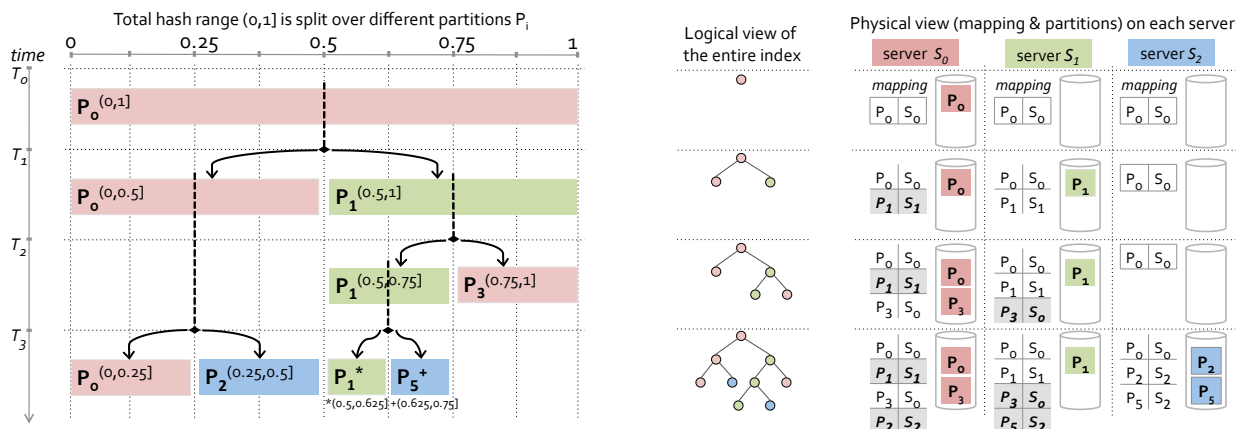 Total hash range (0,1] is split over different partitions Pi
0 0.25 0.5 0.75 1
time
T0
P0(0,1]
T1
P0(0,0.5] P1(0.5,1]
T2
P1(0.5,0.75] P3(0.75,1]
T3
P0(0,0.25] P2(0.25,0.5] P1* P5+
*(0.5,0.625] +(0.625,0.75]
Logical view of
the entire index
Physical view (mapping & partitions) on each server
server S0 server S1 server S2
mapping mapping mapping
P0 S0 P0 P0 S0 P0 S0
P0 S0 P0 P0 S0 P1 P0 S0
P1 S1 P1 S1
P0 S0 P0 P0 S0 P1 P0 S0
P1 S1 P1 S1
P3 S0 P3 P3 S0
P0 S0 P0 P0 S0 P1 P0 S0 P2
P1 S1 P1 S1 P2 S2
P3 S0 P3 P3 S0 P5 S2 P5
P2 S2 P5 S2